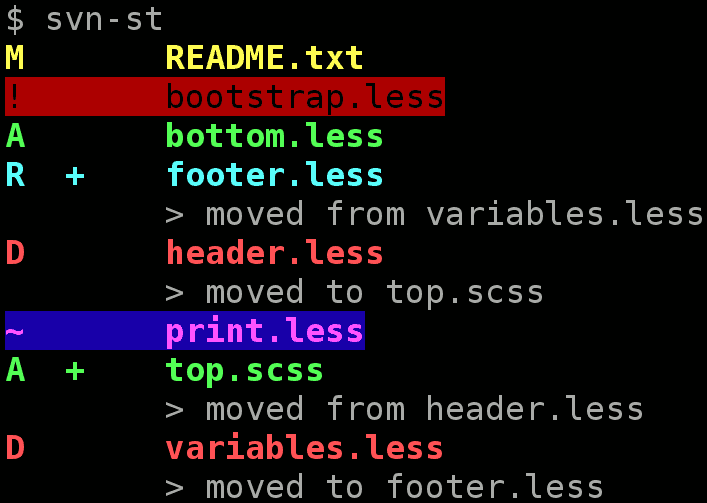 $ svn-st
M       README.txt
!       bootstrap.less
A       bottom.less
R  +    footer.less
        > moved from variables.less
D       header.less
        > moved to top.scss
~       print.less
A  +    top.scss
        > moved from header.less
D       variables.less
        > moved to footer.less